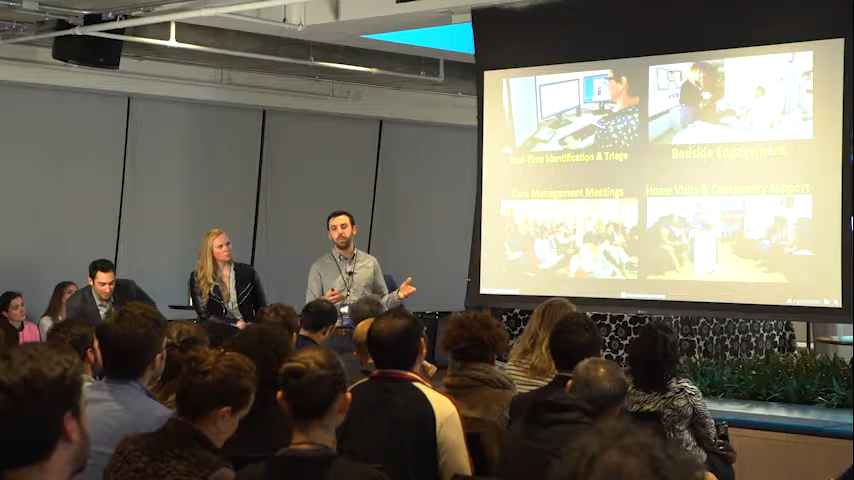 Real-Time Identification & Triage
Bedside Engagement
Care Management Meetings
Home Visits & Community Support